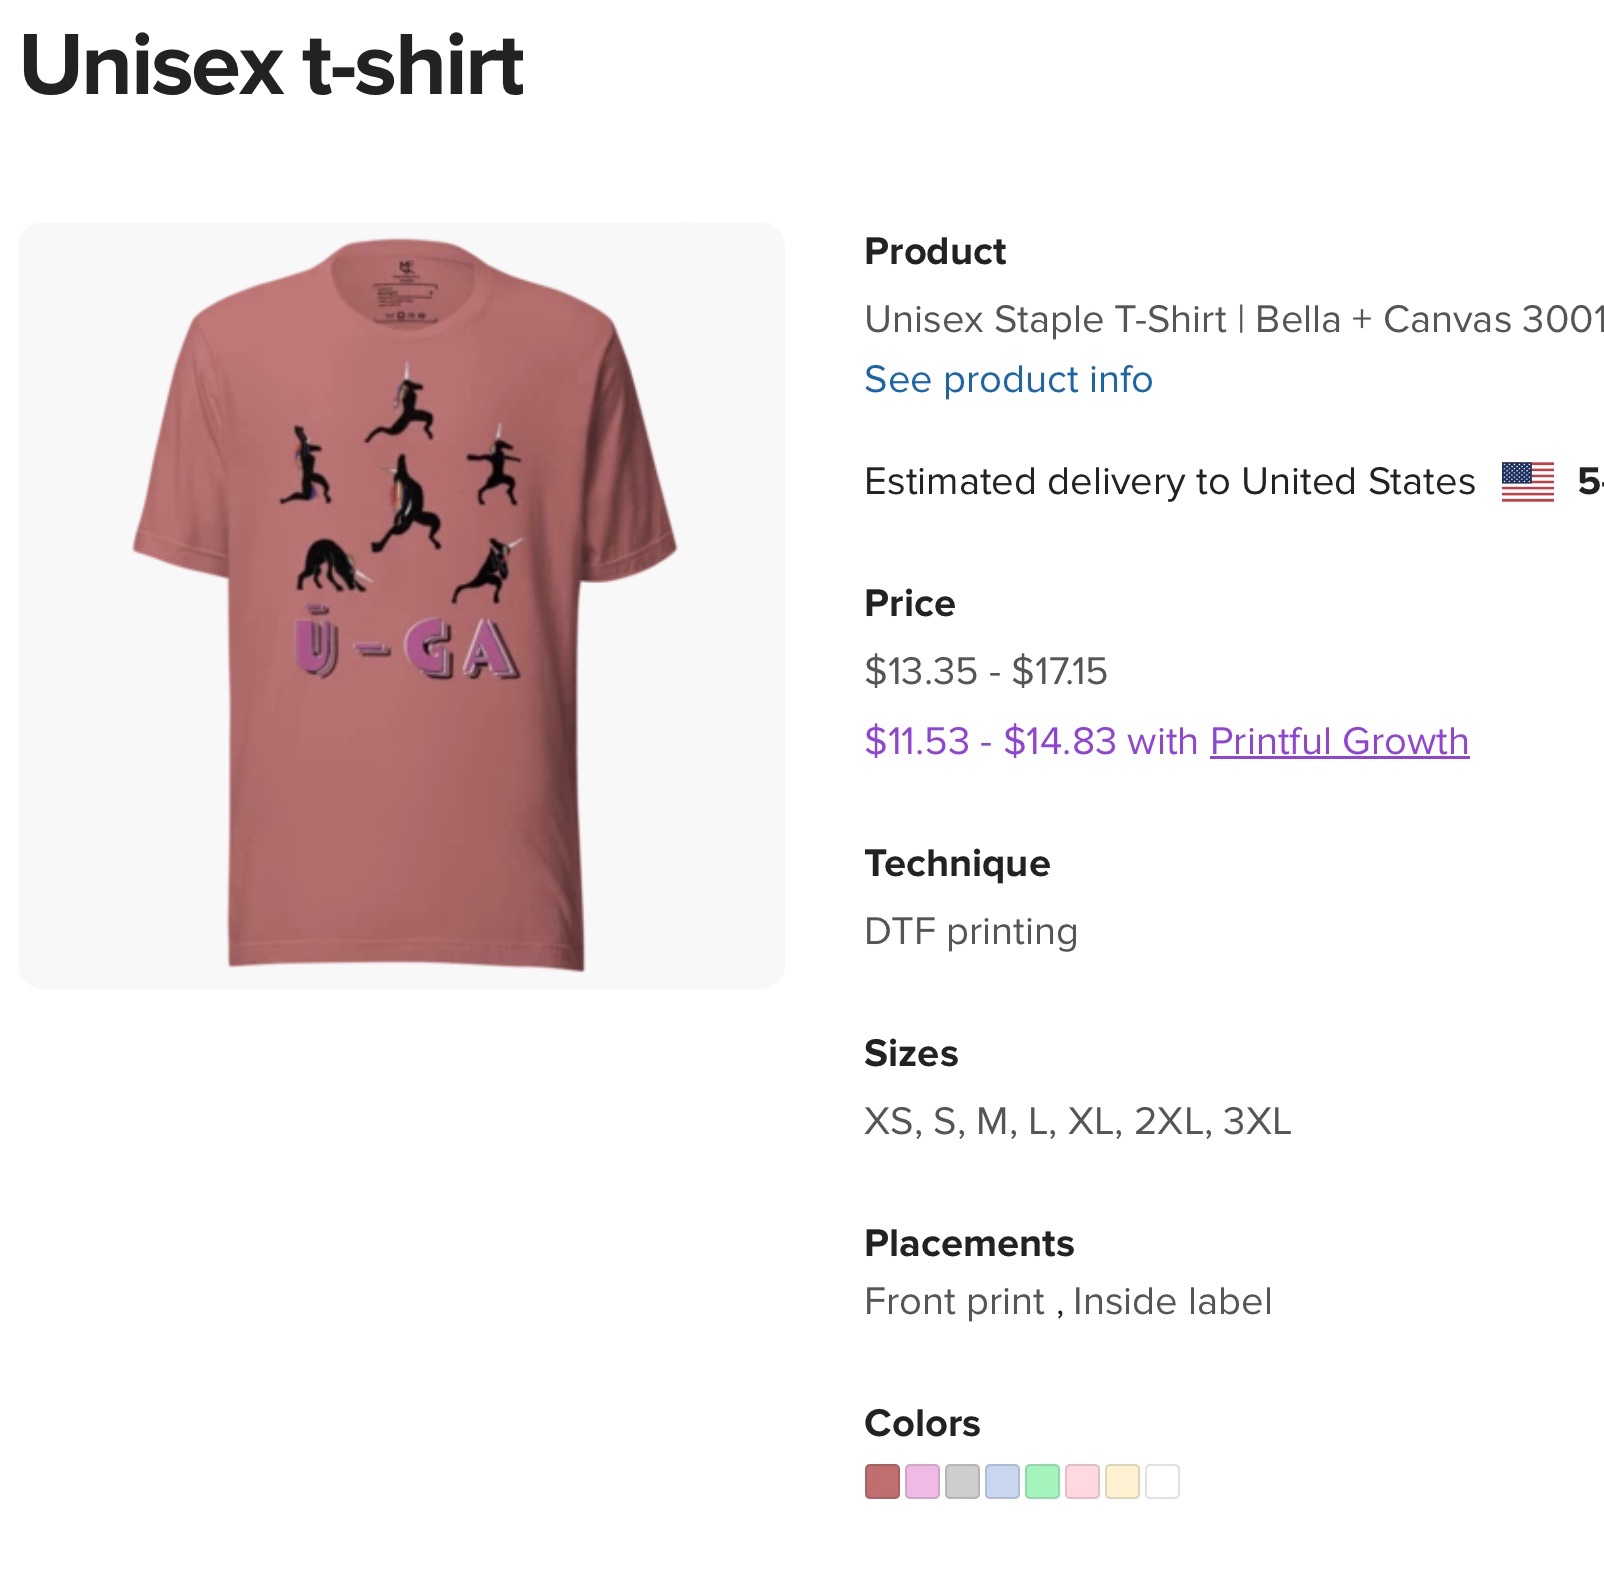 Unisex t-shirt
Ū - GA
Product
Unisex Staple T-Shirt | Bella + Canvas 3001
See product info
Estimated delivery to United States 5-
Price
$13.35 - $17.15
$11.53 - $14.83 with Printful Growth
Technique
DTF printing
Sizes
XS, S, M, L, XL, 2XL, 3XL
Placements
Front print , Inside label
Colors